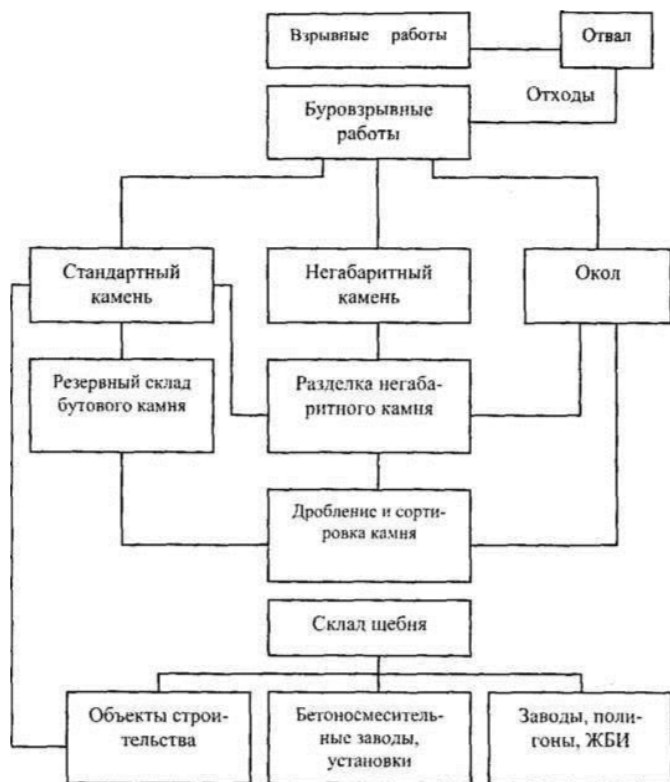 Взрывные работы
Отвал
Отходы
Буровзрывные
работы
Стандартный
камень
Негабаритный
камень
Окол
Резервный склад
бутового камня
Разделка негаба-
ритного камня
Дробление и сорти-
ровка камня
Склад щебня
Объекты строи-
тельства
Бетоносмеситель-
ные заводы,
установки
Заводы, поли-
гоны, ЖБИ